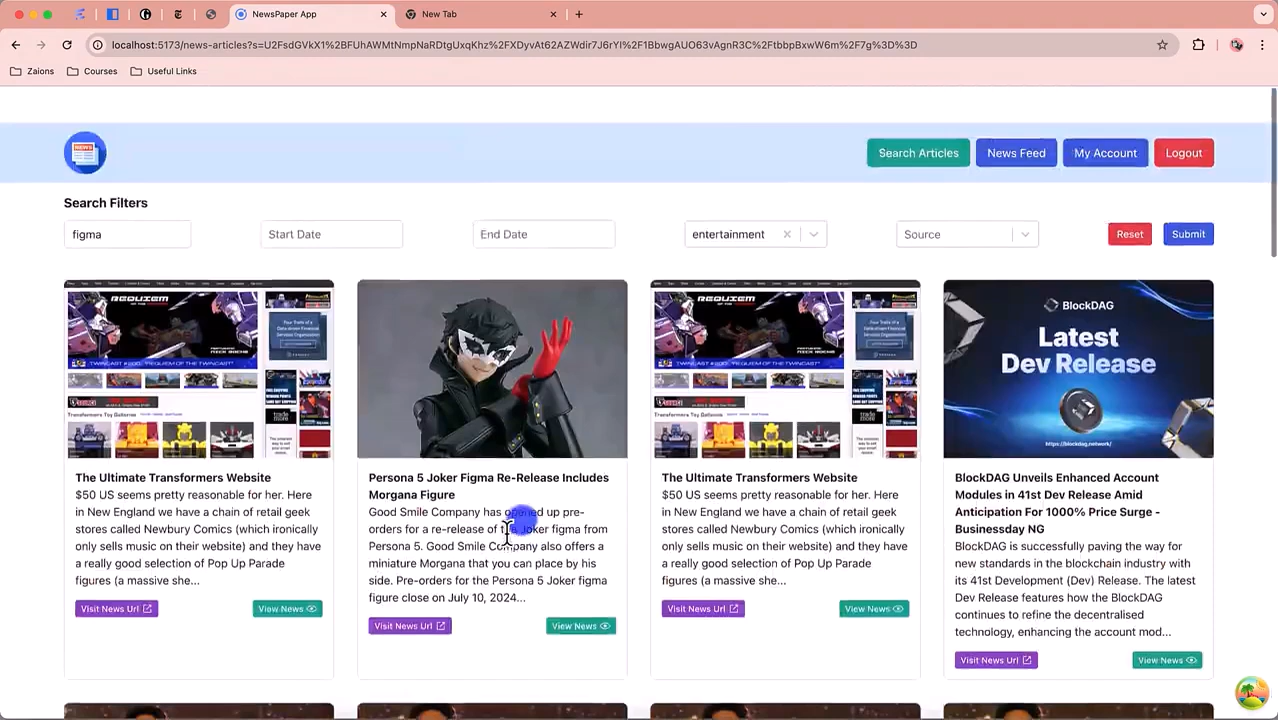 NewsPaper App
New Tab
localhost:5173/news-articles?s=U2FsdGVkX1%2BFUhAWMtNmpNaRDtgUxqKhz%2FXDyvAt62AZWdir7J6rYI%2F1BbwgAUO63vAgnR3C%2FtbbpBxwW6m%2F7g%3D%3D
Zaions
Courses
Useful Links
NEWS
Search Articles
News Feed
My Account
Logout
Search Filters
figma
Start Date
End Date
entertainment
Source
Reset
Submit
REQUIEM
REQUIEM
BlockDAG
Latest
Dev Release
https://blockdag.network/
The Ultimate Transformers Website
$50 US seems pretty reasonable for her. Here
in New England we have a chain of retail geek
stores called Newbury Comics (which ironically
only sells music on their website) and they have
a really good selection of Pop Up Parade
figures (a massive she...
Visit News Url
View News
Persona 5 Joker Figma Re-Release Includes
Morgana Figure
Good Smile Company has opened up pre-
orders for a re-release of Joker figma from
Persona 5. Good Smile Company also offers a
miniature Morgana that you can place by his
side. Pre-orders for the Persona 5 Joker figma
figure close on July 10, 2024...
Visit News Url
View News
The Ultimate Transformers Website
$50 US seems pretty reasonable for her. Here
in New England we have a chain of retail geek
stores called Newbury Comics (which ironically
only sells music on their website) and they have
a really good selection of Pop Up Parade
figures (a massive she...
Visit News Url
View News
BlockDAG Unveils Enhanced Account
Modules in 41st Dev Release Amid
Anticipation For 1000% Price Surge -
Businessday NG
BlockDAG is successfully paving the way for
new standards in the blockchain industry with
its 41st Development (Dev) Release. The latest
Dev Release features how the BlockDAG
continues to refine the decentralised
technology, enhancing the account mod...
Visit News Url
View News